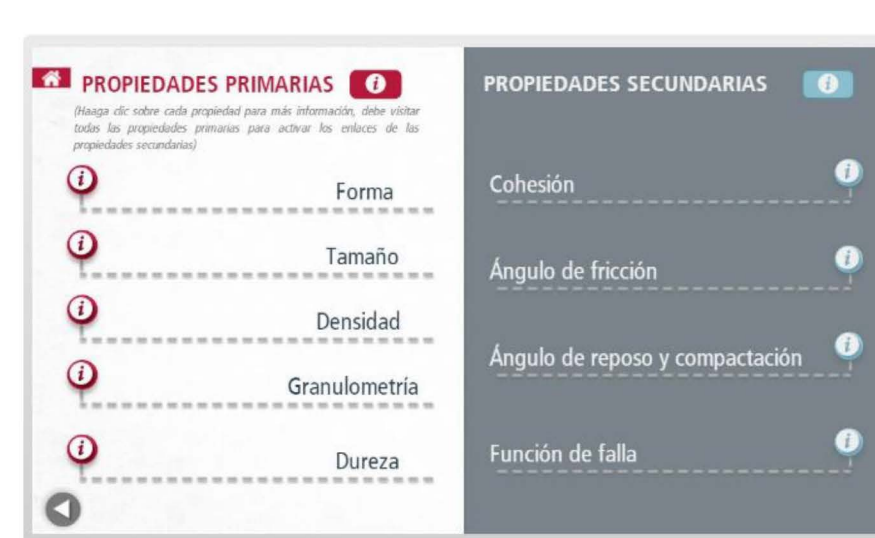 PROPIEDADES PRIMARIAS i
(Haaga clic sobre cada propiedad para más información, debe visitar
todas las propiedades primarias para activar los enlaces de las
propiedades secundarias)
i Forma
i Tamaño
i Densidad
i Granulometría
i Dureza
PROPIEDADES SECUNDARIAS i
Cohesión i
Ángulo de fricción i
Ángulo de reposo y compactación i
Función de falla i